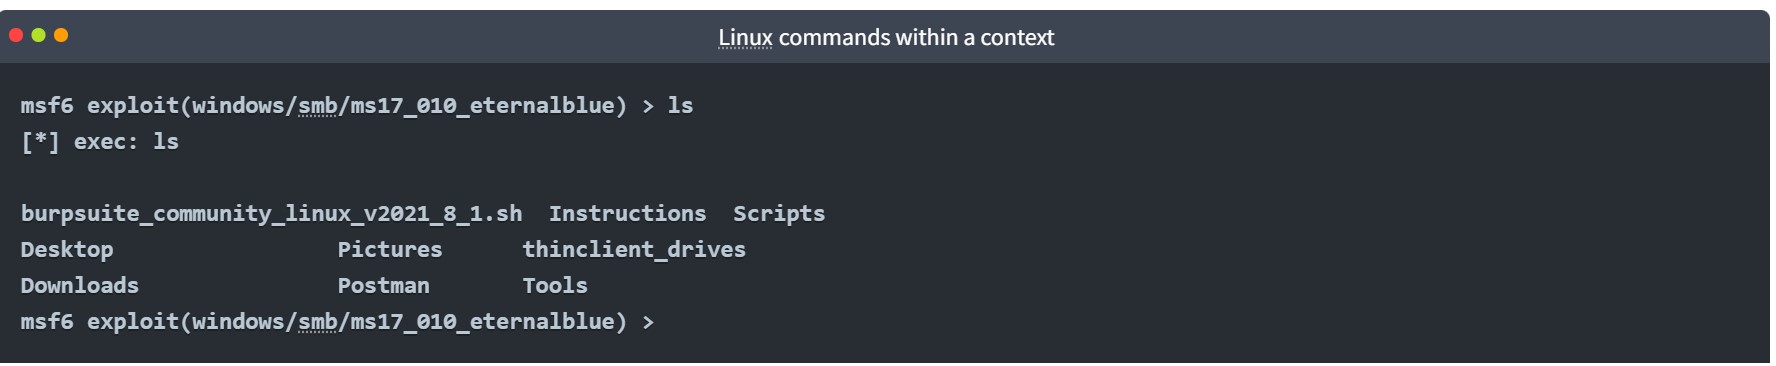 Linux commands within a context
msf6 exploit(windows/smb/ms17_010_eternalblue) > ls
[*] exec: ls
burpsuite_community_linux_v2021_8_1.sh  Instructions  Scripts
Desktop                 Pictures      thinclient_drives
Downloads               Postman       Tools
msf6 exploit(windows/smb/ms17_010_eternalblue) >